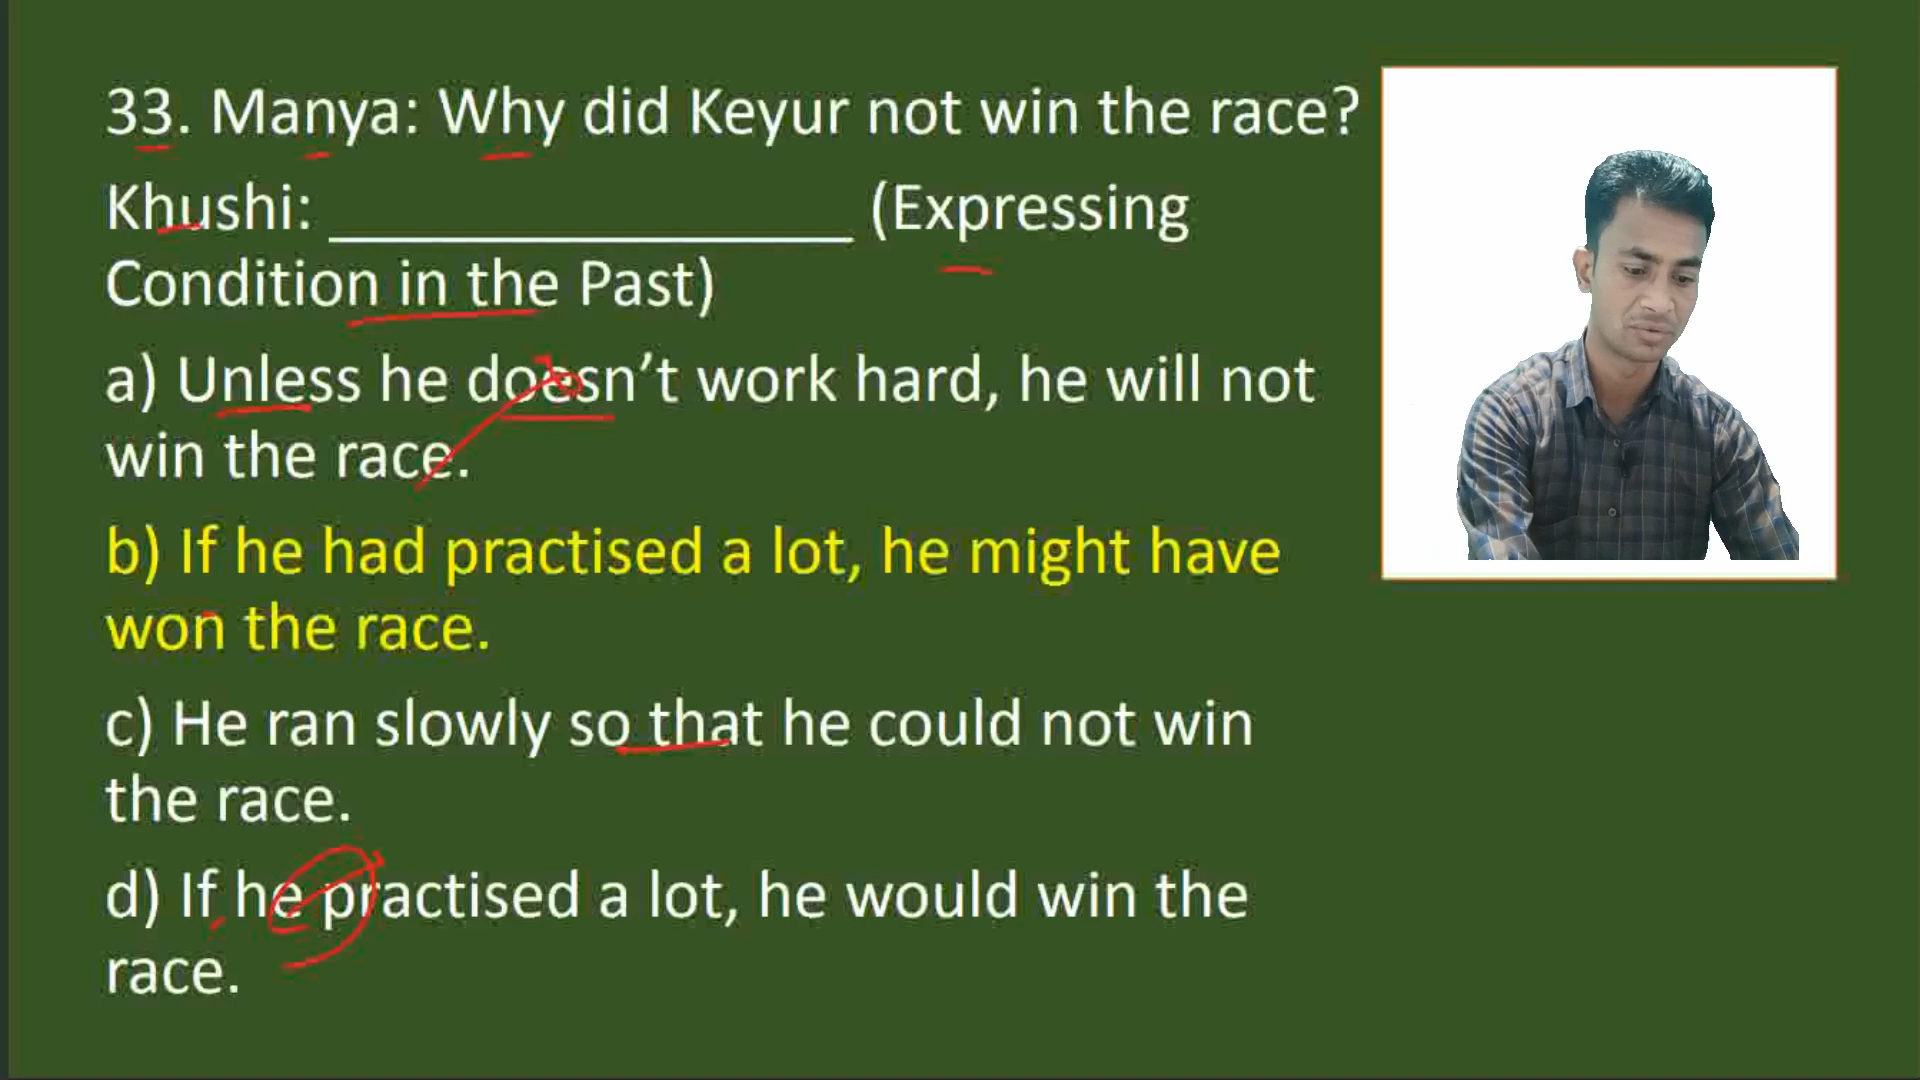 33. Manya: Why did Keyur not win the race?
Khushi: ________________ (Expressing
Condition in the Past)
a) Unless he doesn’t work hard, he will not
win the race.
b) If he had practised a lot, he might have
won the race.
c) He ran slowly so that he could not win
the race.
d) If he practised a lot, he would win the
race.